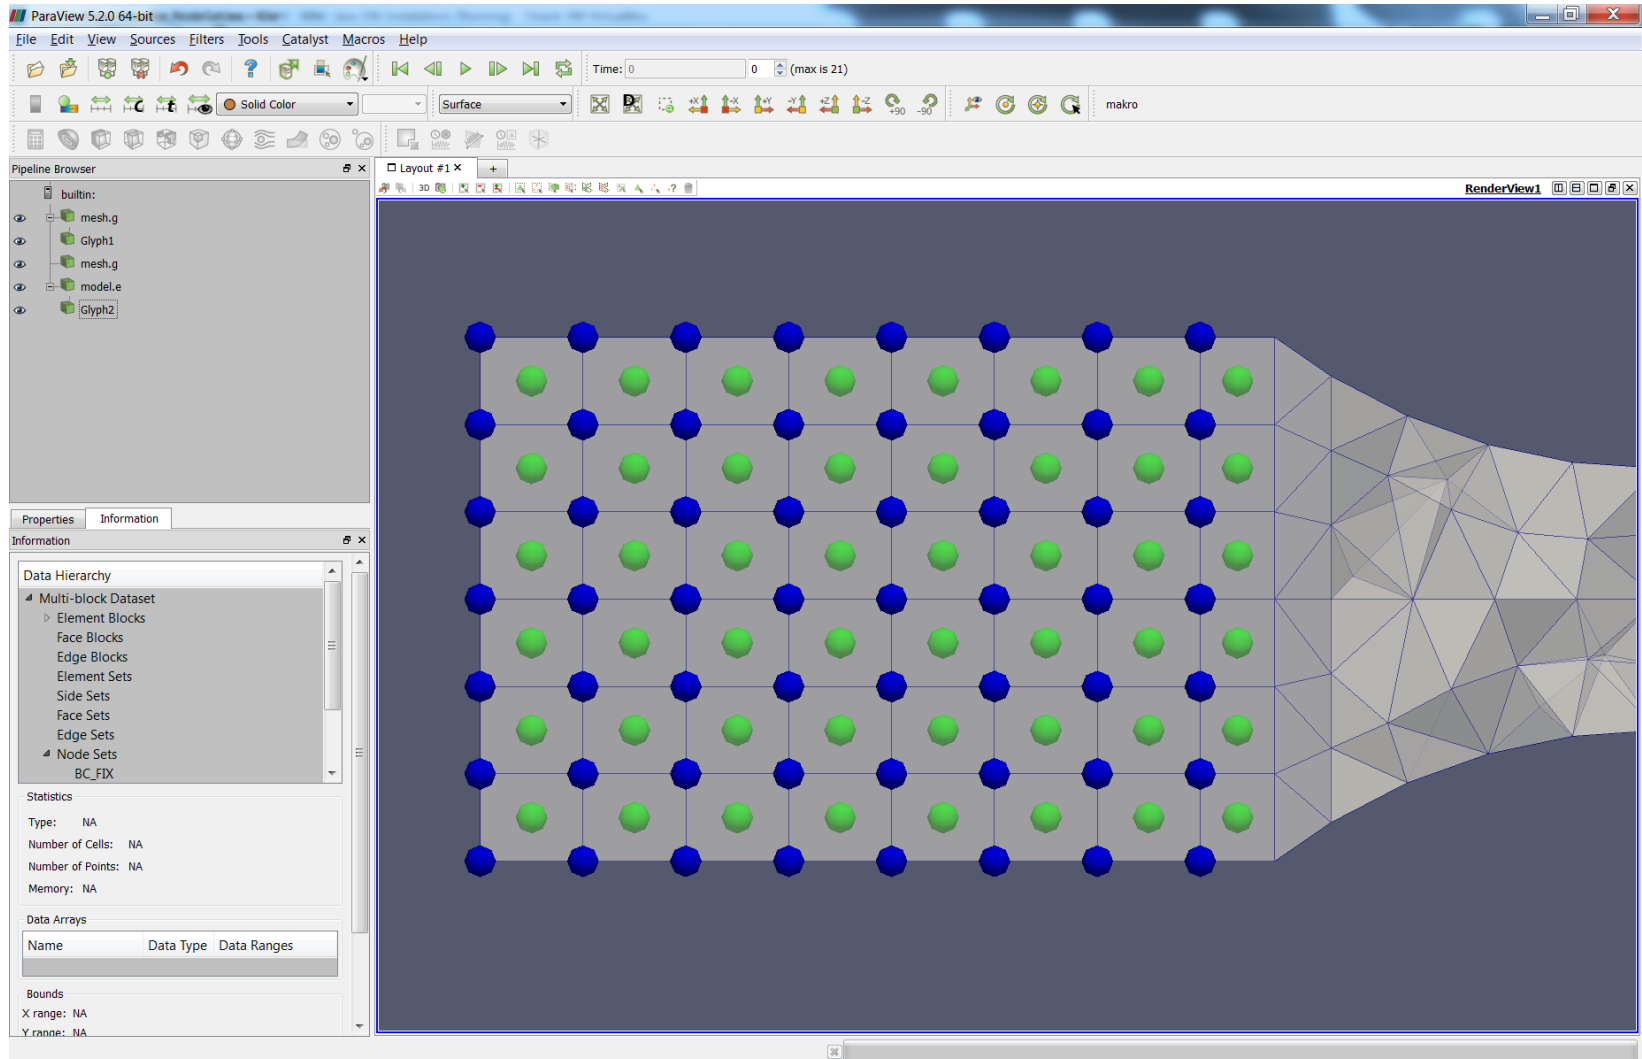 ParaView 5.2.0 64-bit
File Edit View Sources Filters Tools Catalyst Macros Help
Time: 0 0 (max is 21)
Solid Color Surface +X -X +Y -Y +Z -Z +90 -90 makro
Pipeline Browser
Layout #1 +
3D
RenderView1
builtin:
mesh.g
Glyph1
mesh.g
model.e
Glyph2
Properties Information
Information
Data Hierarchy
Multi-block Dataset
Element Blocks
Face Blocks
Edge Blocks
Element Sets
Side Sets
Face Sets
Edge Sets
Node Sets
BC_FIX
Statistics
Type: NA
Number of Cells: NA
Number of Points: NA
Memory: NA
Data Arrays
Name Data Type Data Ranges
Bounds
X range: NA
Y range: NA